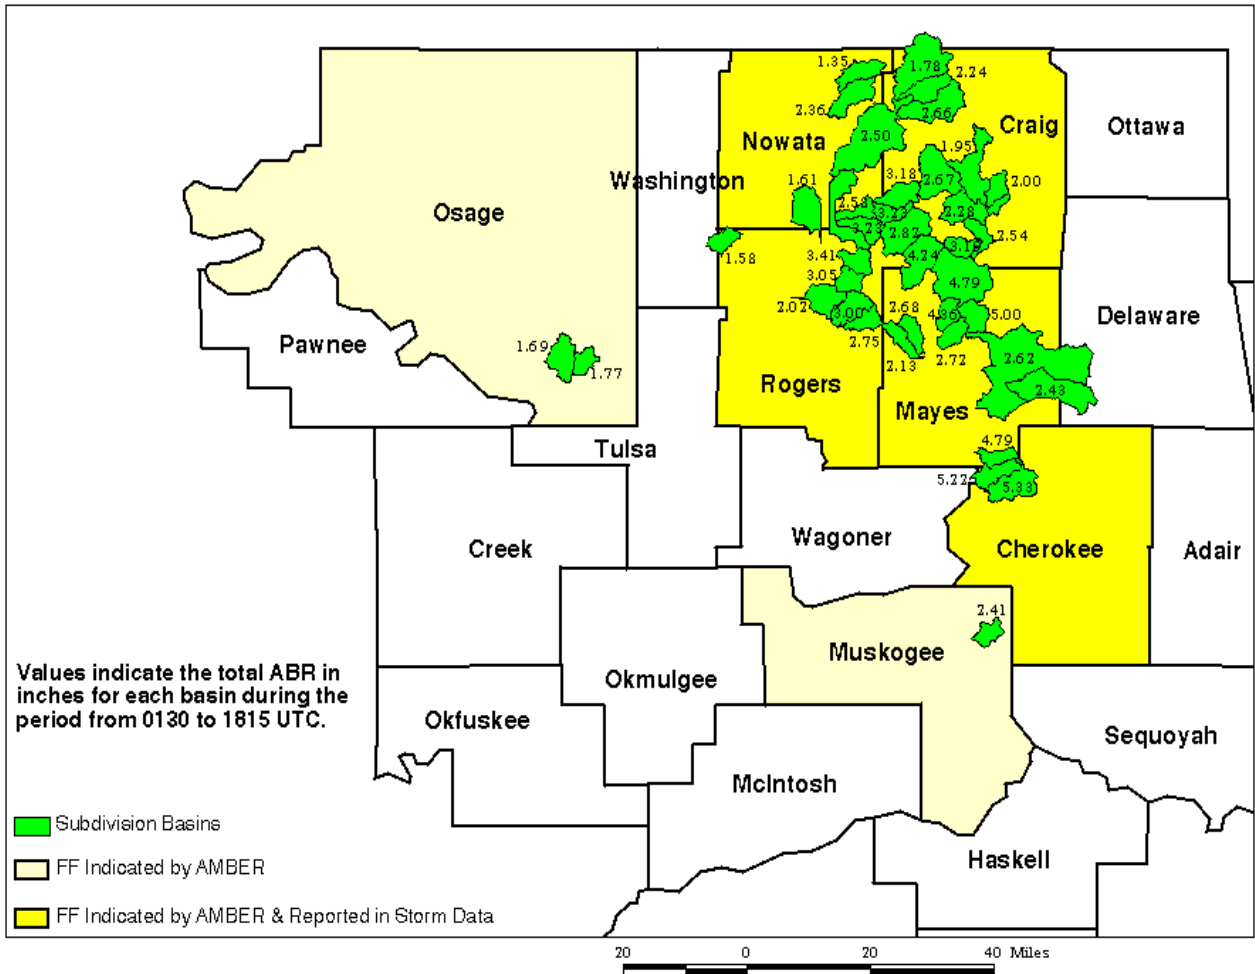 1.35
1.78
2.24
2.36
2.66
Nowata
2.50
Craig
Ottawa
1.95
Washington
1.61
3.18
2.67
2.00
Osage
2.58
3.23
2.28
3.23
2.82
2.54
1.58
3.41
4.24
3.05
4.79
2.02
3.00
2.68
5.00
Delaware
Pawnee
1.69
2.75
2.72
2.62
1.77
2.13
Rogers
2.43
Mayes
Tulsa
4.79
5.22
5.33
Creek
Wagoner
Cherokee
Adair
2.41
Muskogee
Values indicate the total ABR in
inches for each basin during the
period from 0130 to 1815 UTC.
Okmulgee
Okfuskee
Sequoyah
McIntosh
Subdivision Basins
FF Indicated by AMBER
Haskell
FF Indicated by AMBER & Reported in Storm Data
20 0 20 40 Miles